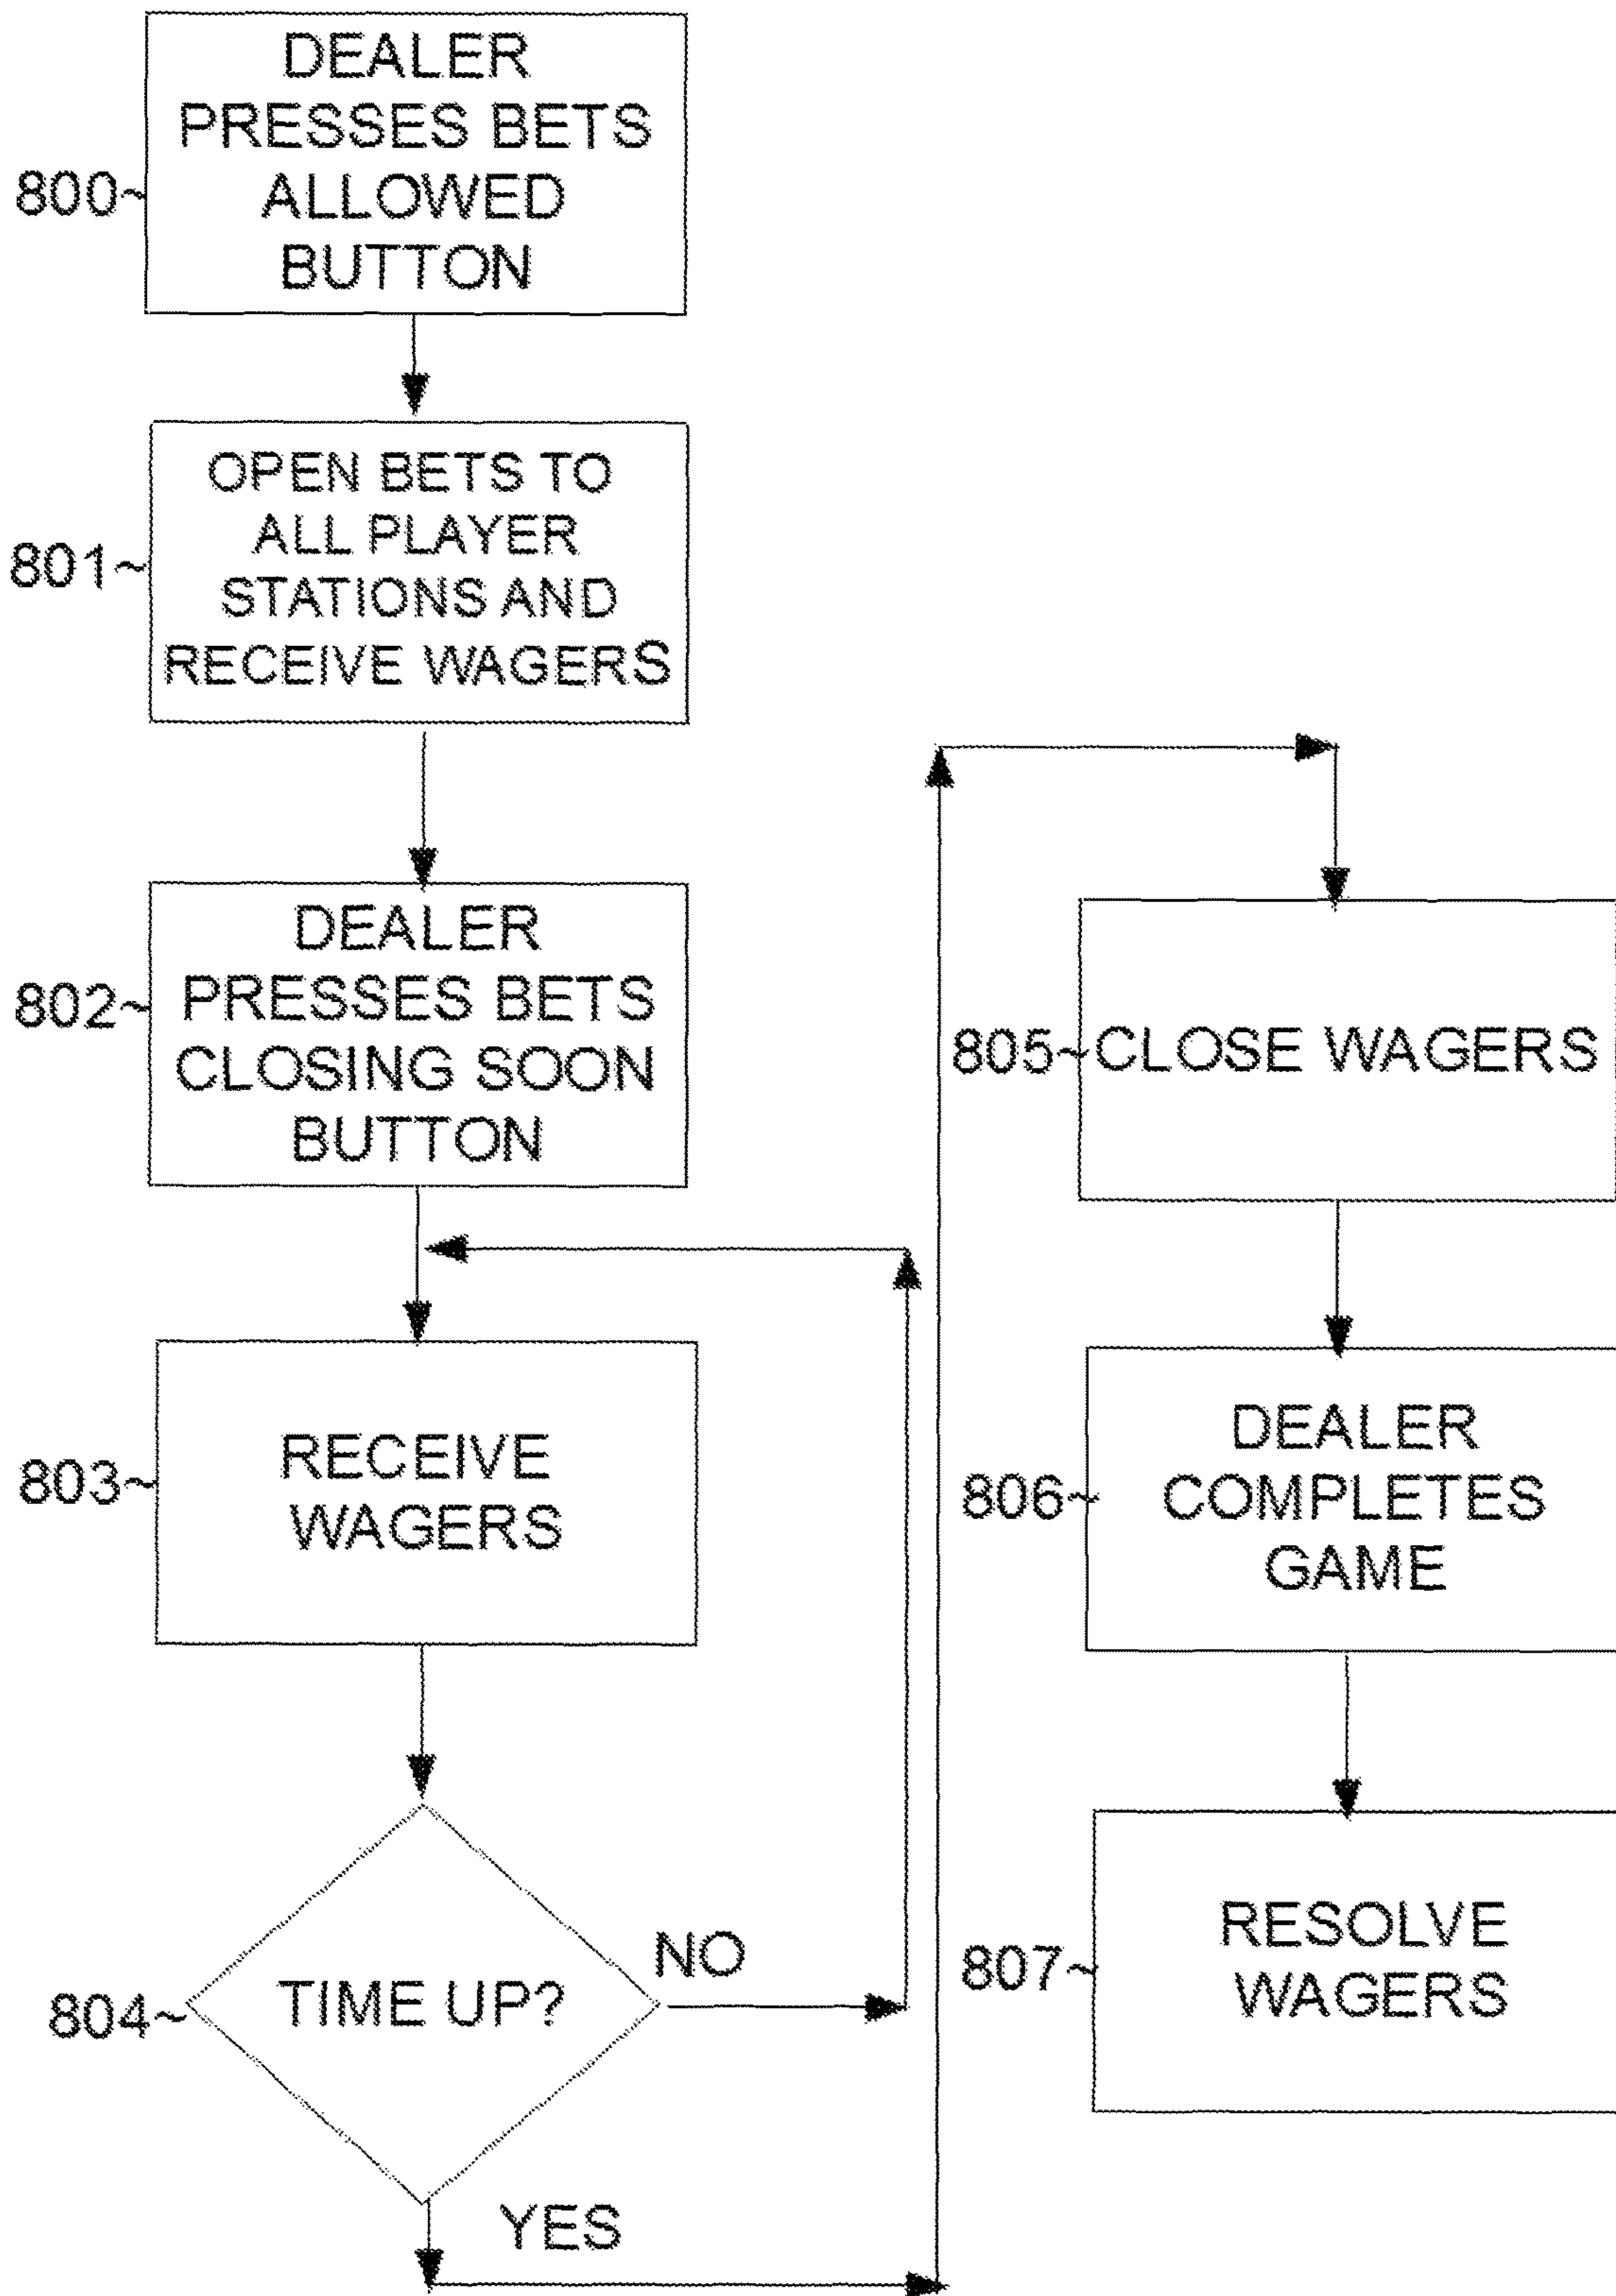 DEALER
PRESSES BETS
800~ ALLOWED
BUTTON
OPEN BETS TO
ALL PLAYER
801~
STATIONS AND
RECEIVE WAGERS
DEALER
802~ PRESSES BETS
CLOSING SOON
BUTTON
RECEIVE
803~
WAGERS
804~ TIME UP?
NO
YES
805~ CLOSE WAGERS
DEALER
806~ COMPLETES
GAME
RESOLVE
807~
WAGERS